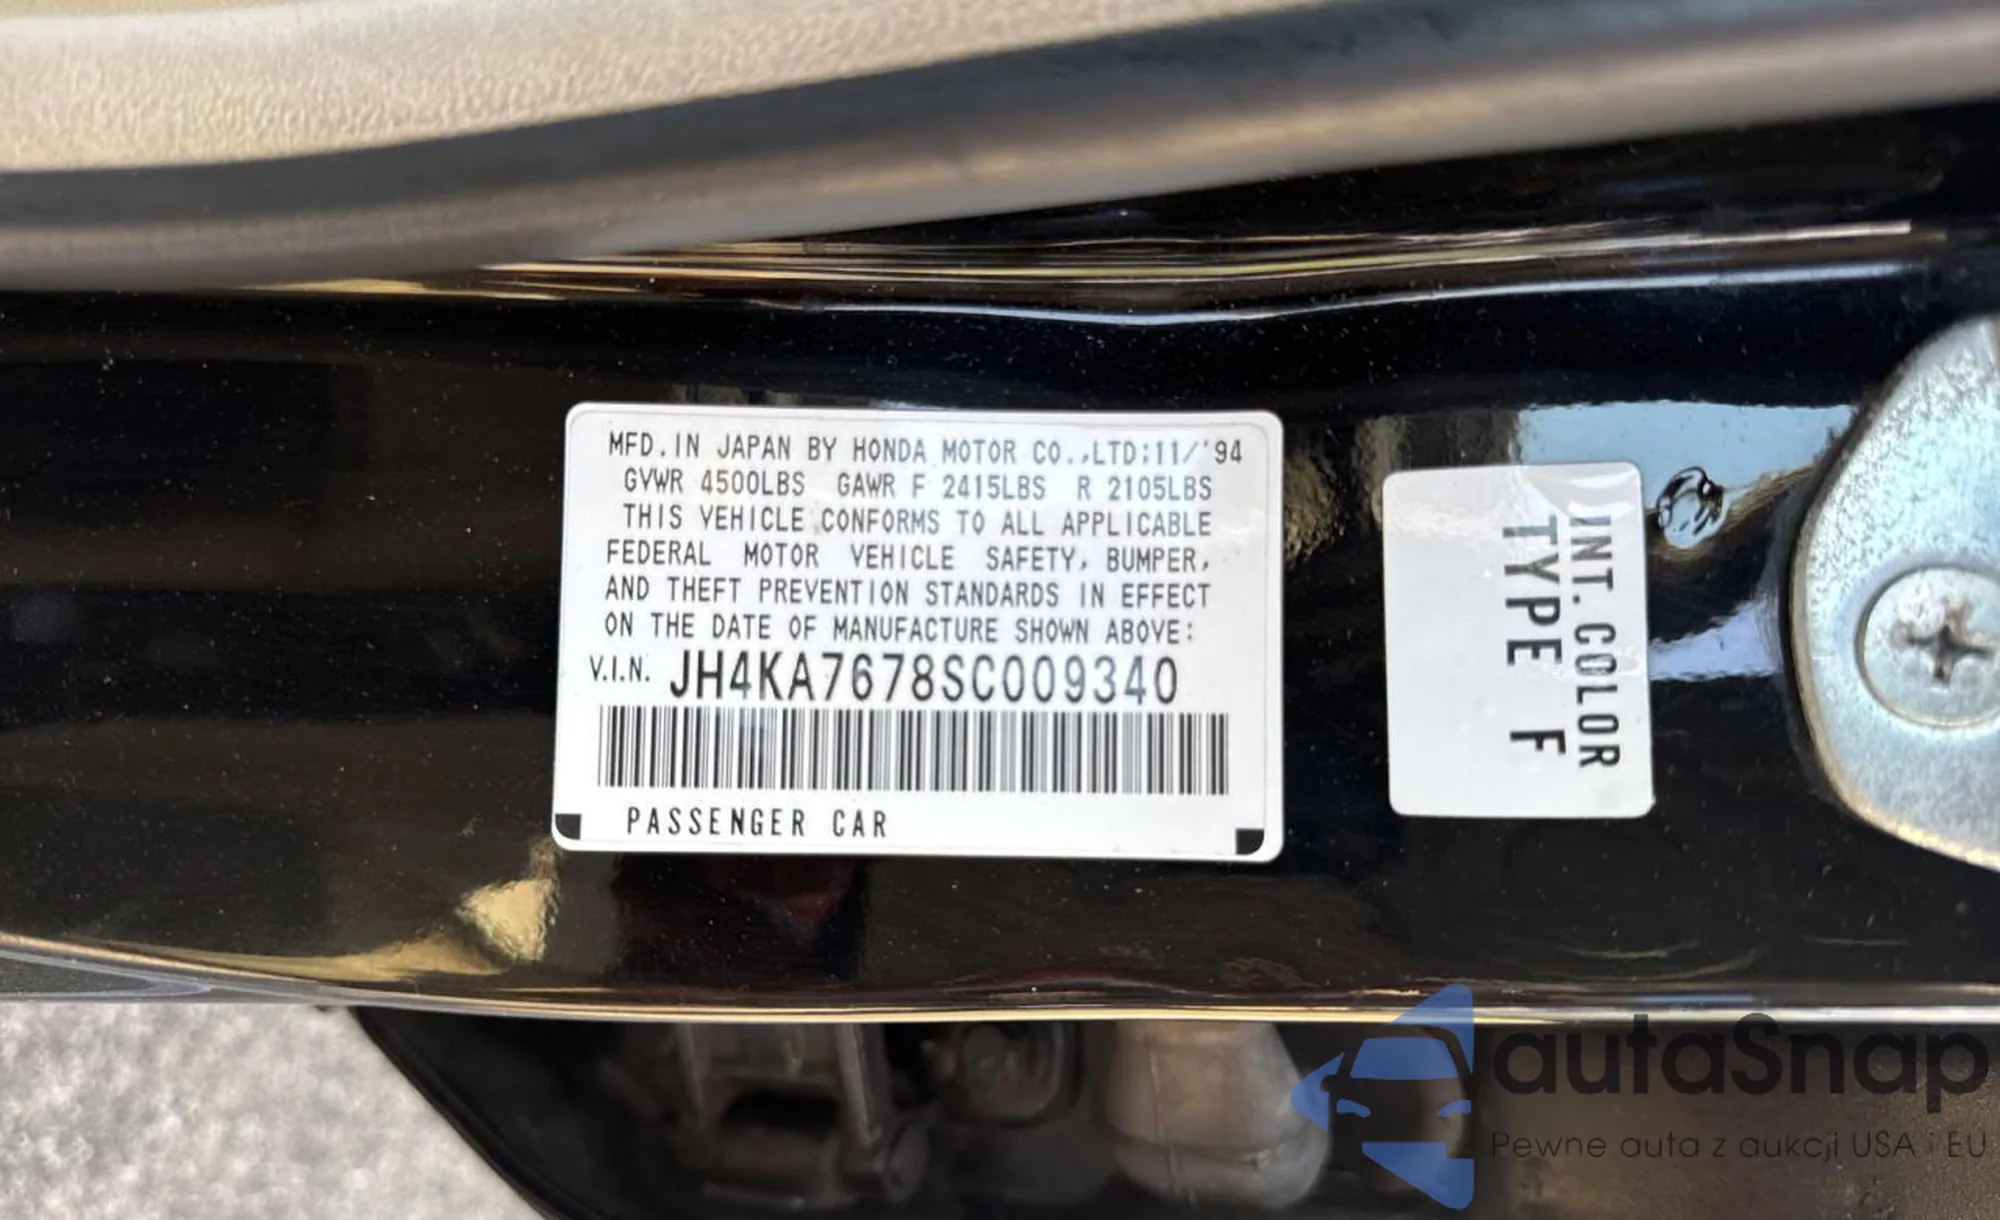 MFD.IN JAPAN BY HONDA MOTOR CO.,LTD:11/'94
GVWR 4500LBS GAWR F 2415LBS R 2105LBS
THIS VEHICLE CONFORMS TO ALL APPLICABLE
FEDERAL MOTOR VEHICLE SAFETY, BUMPER,
AND THEFT PREVENTION STANDARDS IN EFFECT
ON THE DATE OF MANUFACTURE SHOWN ABOVE:
V.I.N. JH4KA7678SC009340
PASSENGER CAR
INT.COLOR
TYPE F
autaSnap
Pewne auta z aukcji USA i EU